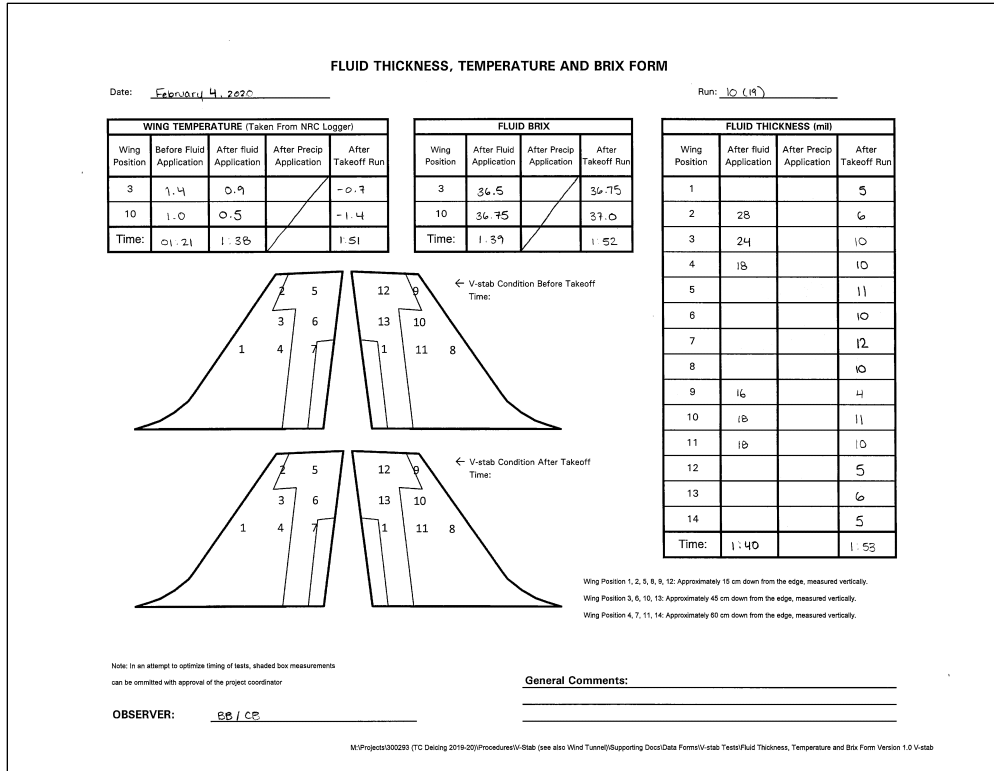 FLUID THICKNESS, TEMPERATURE AND BRIX FORM
Date: February 4, 2020 Run: 10 (19)
WING TEMPERATURE (Taken From NRC Logger)
Wing Position Before Fluid Application After fluid Application After Precip Application After Takeoff Run
3 1.4 0.9 -0.7
10 1.0 0.5 -1.4
Time: 01:21 1:38 1:51
FLUID BRIX
Wing Position After fluid Application After Precip Application After Takeoff Run
3 36.5 36.75
10 36.75 37.0
Time: 1:39 1:52
FLUID THICKNESS (mil)
Wing Position After fluid Application After Precip Application After Takeoff Run
1 5
2 28 6
3 24 10
4 18 10
5 11
6 10
7 12
8 10
9 16 4
10 18 11
11 18 10
12 5
13 6
14 5
Time: 1:40 1:53
← V-stab Condition Before Takeoff
Time:
2 5 12 9
3 6 13 10
1 4 7 1 11 8
← V-stab Condition After Takeoff
Time:
2 5 12 9
3 6 13 10
1 4 7 1 11 8
Wing Position 1, 2, 5, 8, 9, 12: Approximately 15 cm down from the edge, measured vertically.
Wing Position 3, 6, 10, 13: Approximately 45 cm down from the edge, measured vertically.
Wing Position 4, 7, 11, 14: Approximately 60 cm down from the edge, measured vertically.
Note: In an attempt to optimize timing of tests, shaded box measurements
can be ommitted with approval of the project coordinator
General Comments:
OBSERVER: BB / CB
M:\Projects\300293 (TC Deicing 2019-20)\Procedures\V-Stab (see also Wind Tunnel)\Supporting Docs\Data Forms\V-stab Tests\Fluid Thickness, Temperature and Brix Form Version 1.0 V-stab